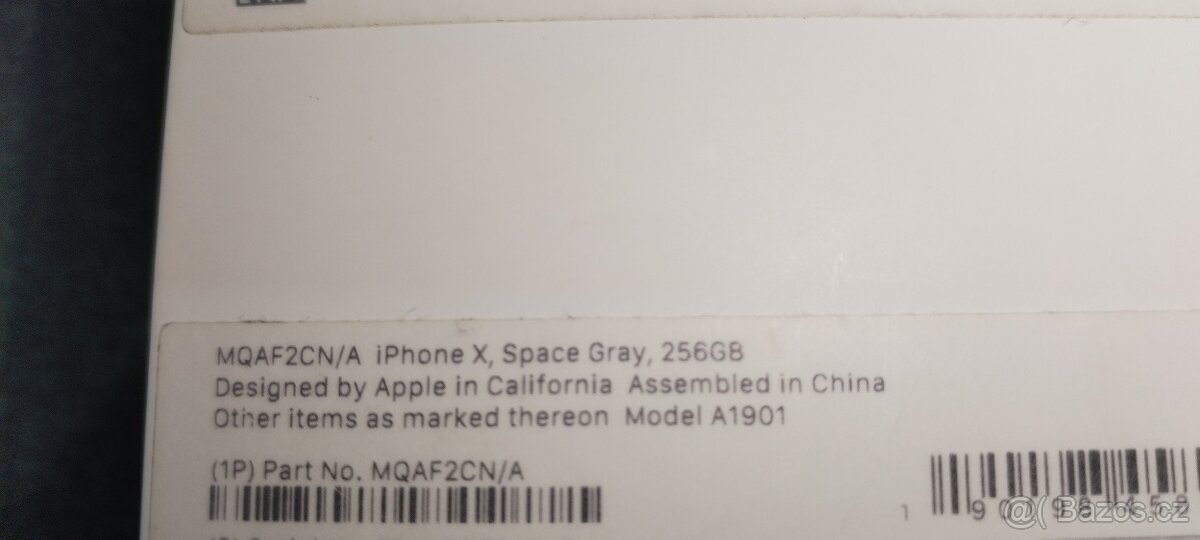 MQAF2CN/A iPhone X, Space Gray, 256GB
Designed by Apple in California Assembled in China
Other items as marked thereon Model A1901
(1P) Part No. MQAF2CN/A
1
@( Bazos.cz